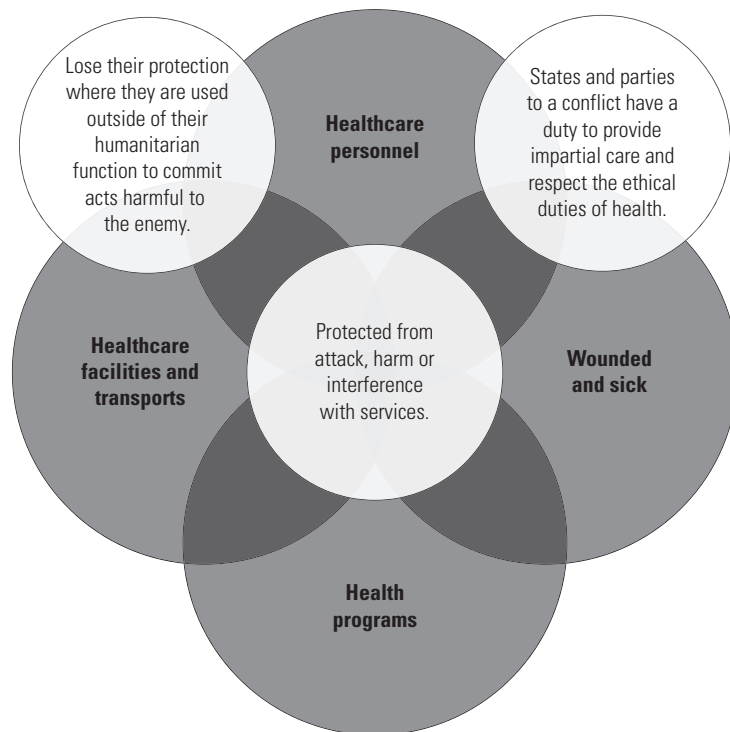 Lose their protection
where they are used
outside of their
humanitarian
function to commit
acts harmful to
the enemy.
Healthcare
personnel
States and parties
to a conflict have a
duty to provide
impartial care and
respect the ethical
duties of health.
Healthcare
facilities and
transports
Protected from
attack, harm or
interference
with services.
Wounded
and sick
Health
programs